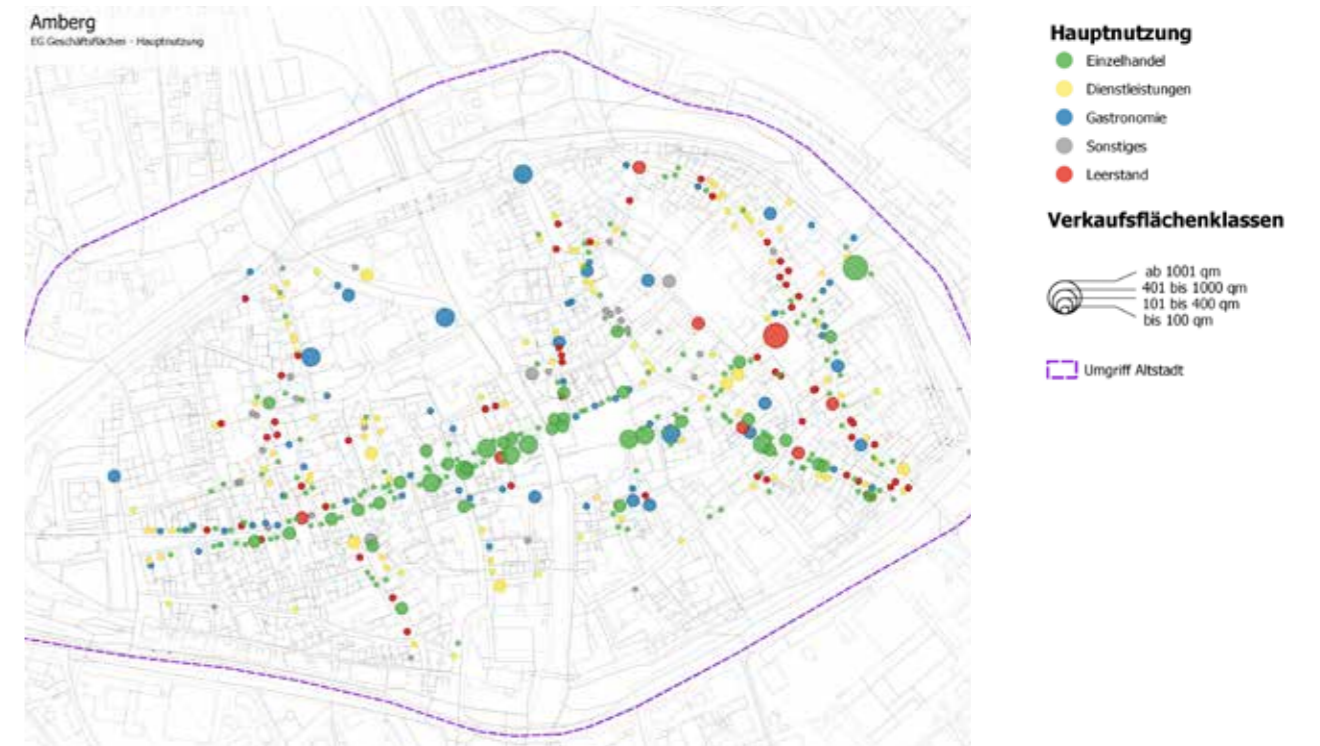 Amberg
EG Geschäftsflächen - Hauptnutzung
Hauptnutzung
Einzelhandel
Dienstleistungen
Gastronomie
Sonstiges
Leerstand
Verkaufsflächenklassen
ab 1001 qm
401 bis 1000 qm
101 bis 400 qm
bis 100 qm
Umgriff Altstadt